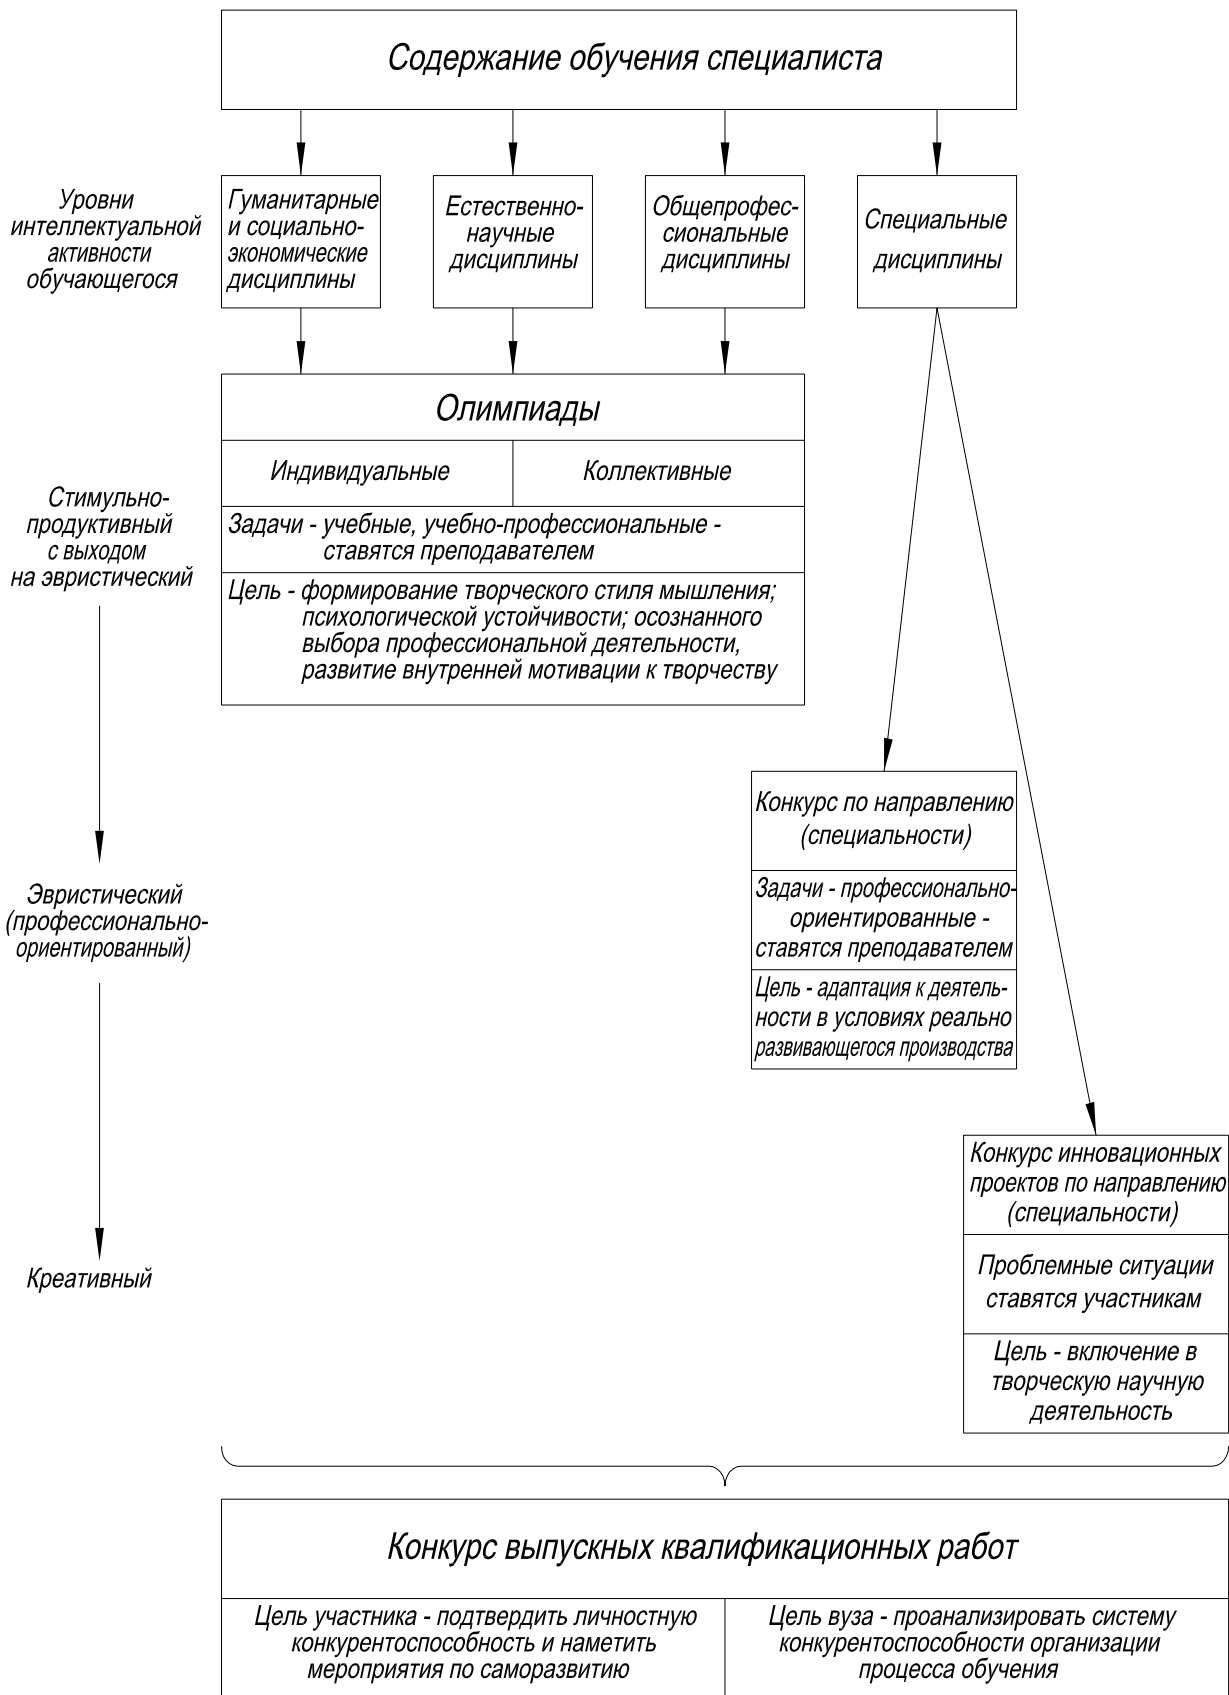 Содержание обучения специалиста
Уровни
интеллектуальной
активности
обучающегося
Гуманитарные
и социально-
экономические
дисциплины
Естественно-
научные
дисциплины
Общепрофес-
сиональные
дисциплины
Специальные
дисциплины
Олимпиады
Индивидуальные
Коллективные
Задачи - учебные, учебно-профессиональные -
ставятся преподавателем
Цель - формирование творческого стиля мышления;
психологической устойчивости; осознанного
выбора профессиональной деятельности,
развитие внутренней мотивации к творчеству
Стимульно-
продуктивный
с выходом
на эвристический
Конкурс по направлению
(специальности)
Задачи - профессионально-
ориентированные -
ставятся преподавателем
Цель - адаптация к деятель-
ности в условиях реально
развивающегося производства
Эвристический
(профессионально-
ориентированный)
Конкурс инновационных
проектов по направлению
(специальности)
Проблемные ситуации
ставятся участникам
Цель - включение в
творческую научную
деятельность
Креативный
Конкурс выпускных квалификационных работ
Цель участника - подтвердить личностную
конкурентоспособность и наметить
мероприятия по саморазвитию
Цель вуза - проанализировать систему
конкурентоспособности организации
процесса обучения